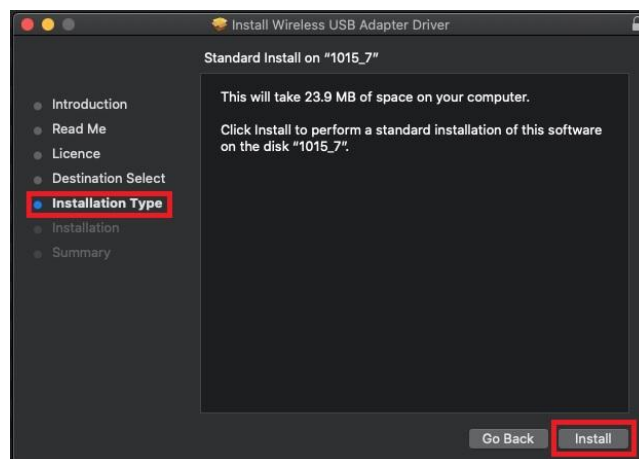 Install Wireless USB Adapter Driver
Standard Install on “1015_7”
Introduction
Read Me
Licence
Destination Select
Installation Type
Installation
Summary
This will take 23.9 MB of space on your computer.
Click Install to perform a standard installation of this software
on the disk “1015_7”.
Go Back
Install